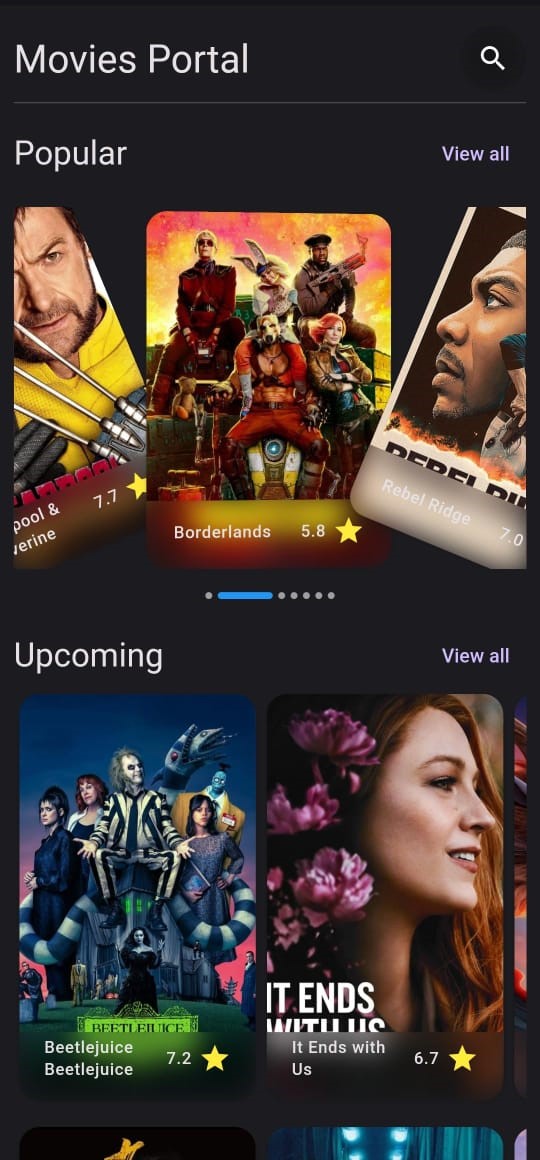 Movies Portal
Popular
View all
pool &
verine
7.7
Borderlands
5.8
REBEL RI
Rebel Ridge
7.0
Upcoming
View all
BEETLEJUICE
Beetlejuice
Beetlejuice
7.2
IT ENDS
WITH US
It Ends with
Us
6.7